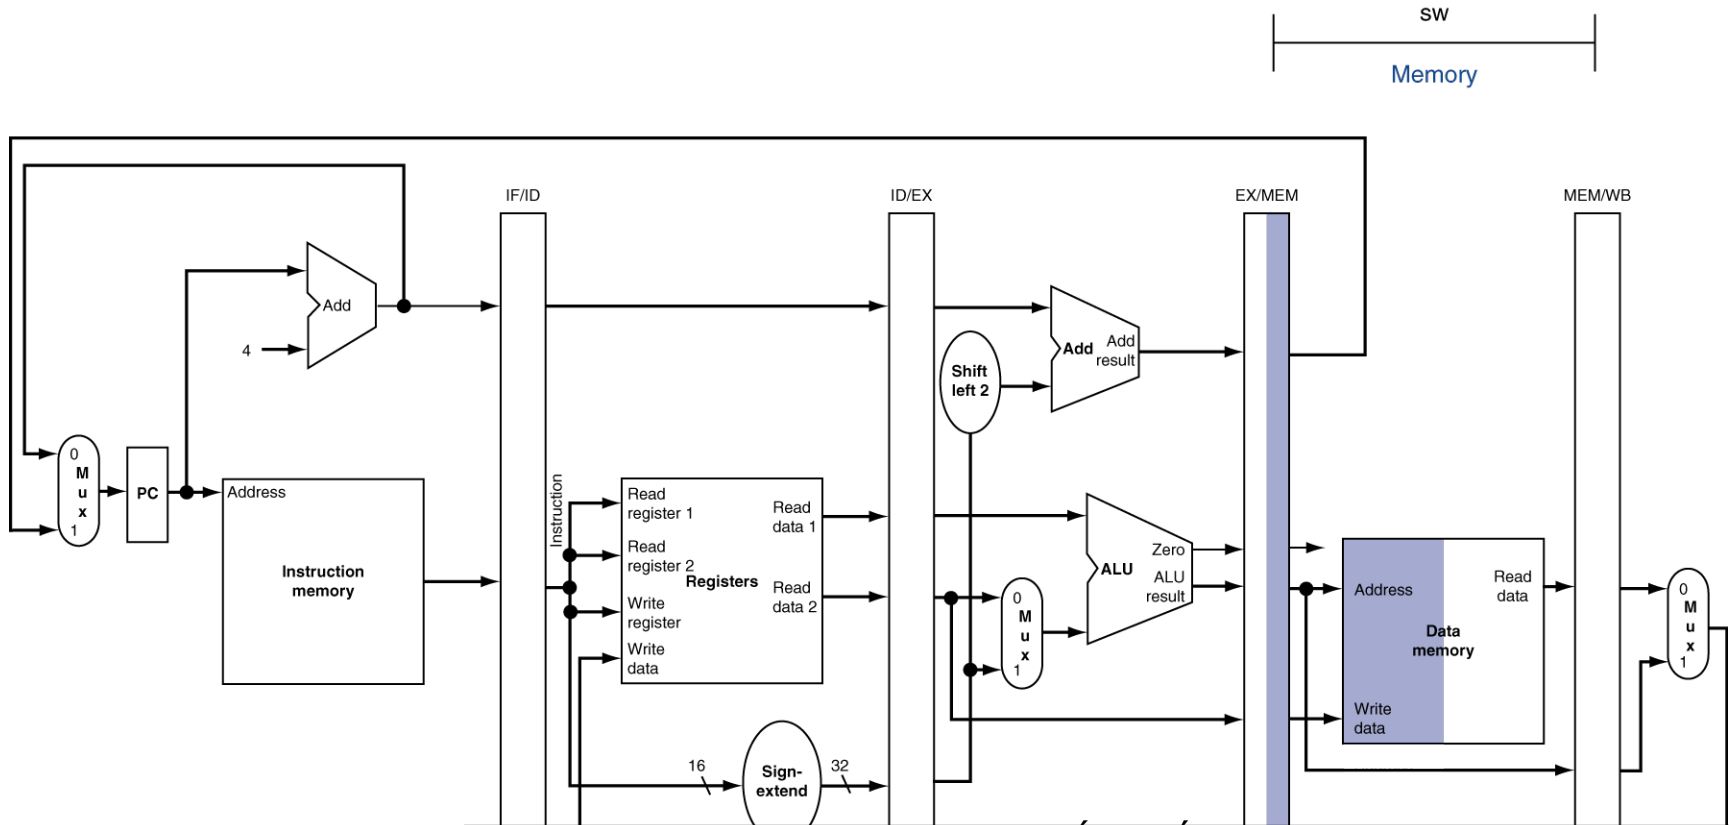 SW
Memory
IF/ID
ID/EX
EX/MEM
MEM/WB
Add
4
Add
Add
result
Shift
left 2
0
M
u
x
1
PC
Address
Instruction
memory
Instruction
Read
register 1
Read
register 2
Write
register
Write
data
Registers
Read
data 1
Read
data 2
16
Sign-
extend
32
0
M
u
x
1
ALU
Zero
ALU
result
Address
Read
data
Data
memory
Write
data
0
M
u
x
1